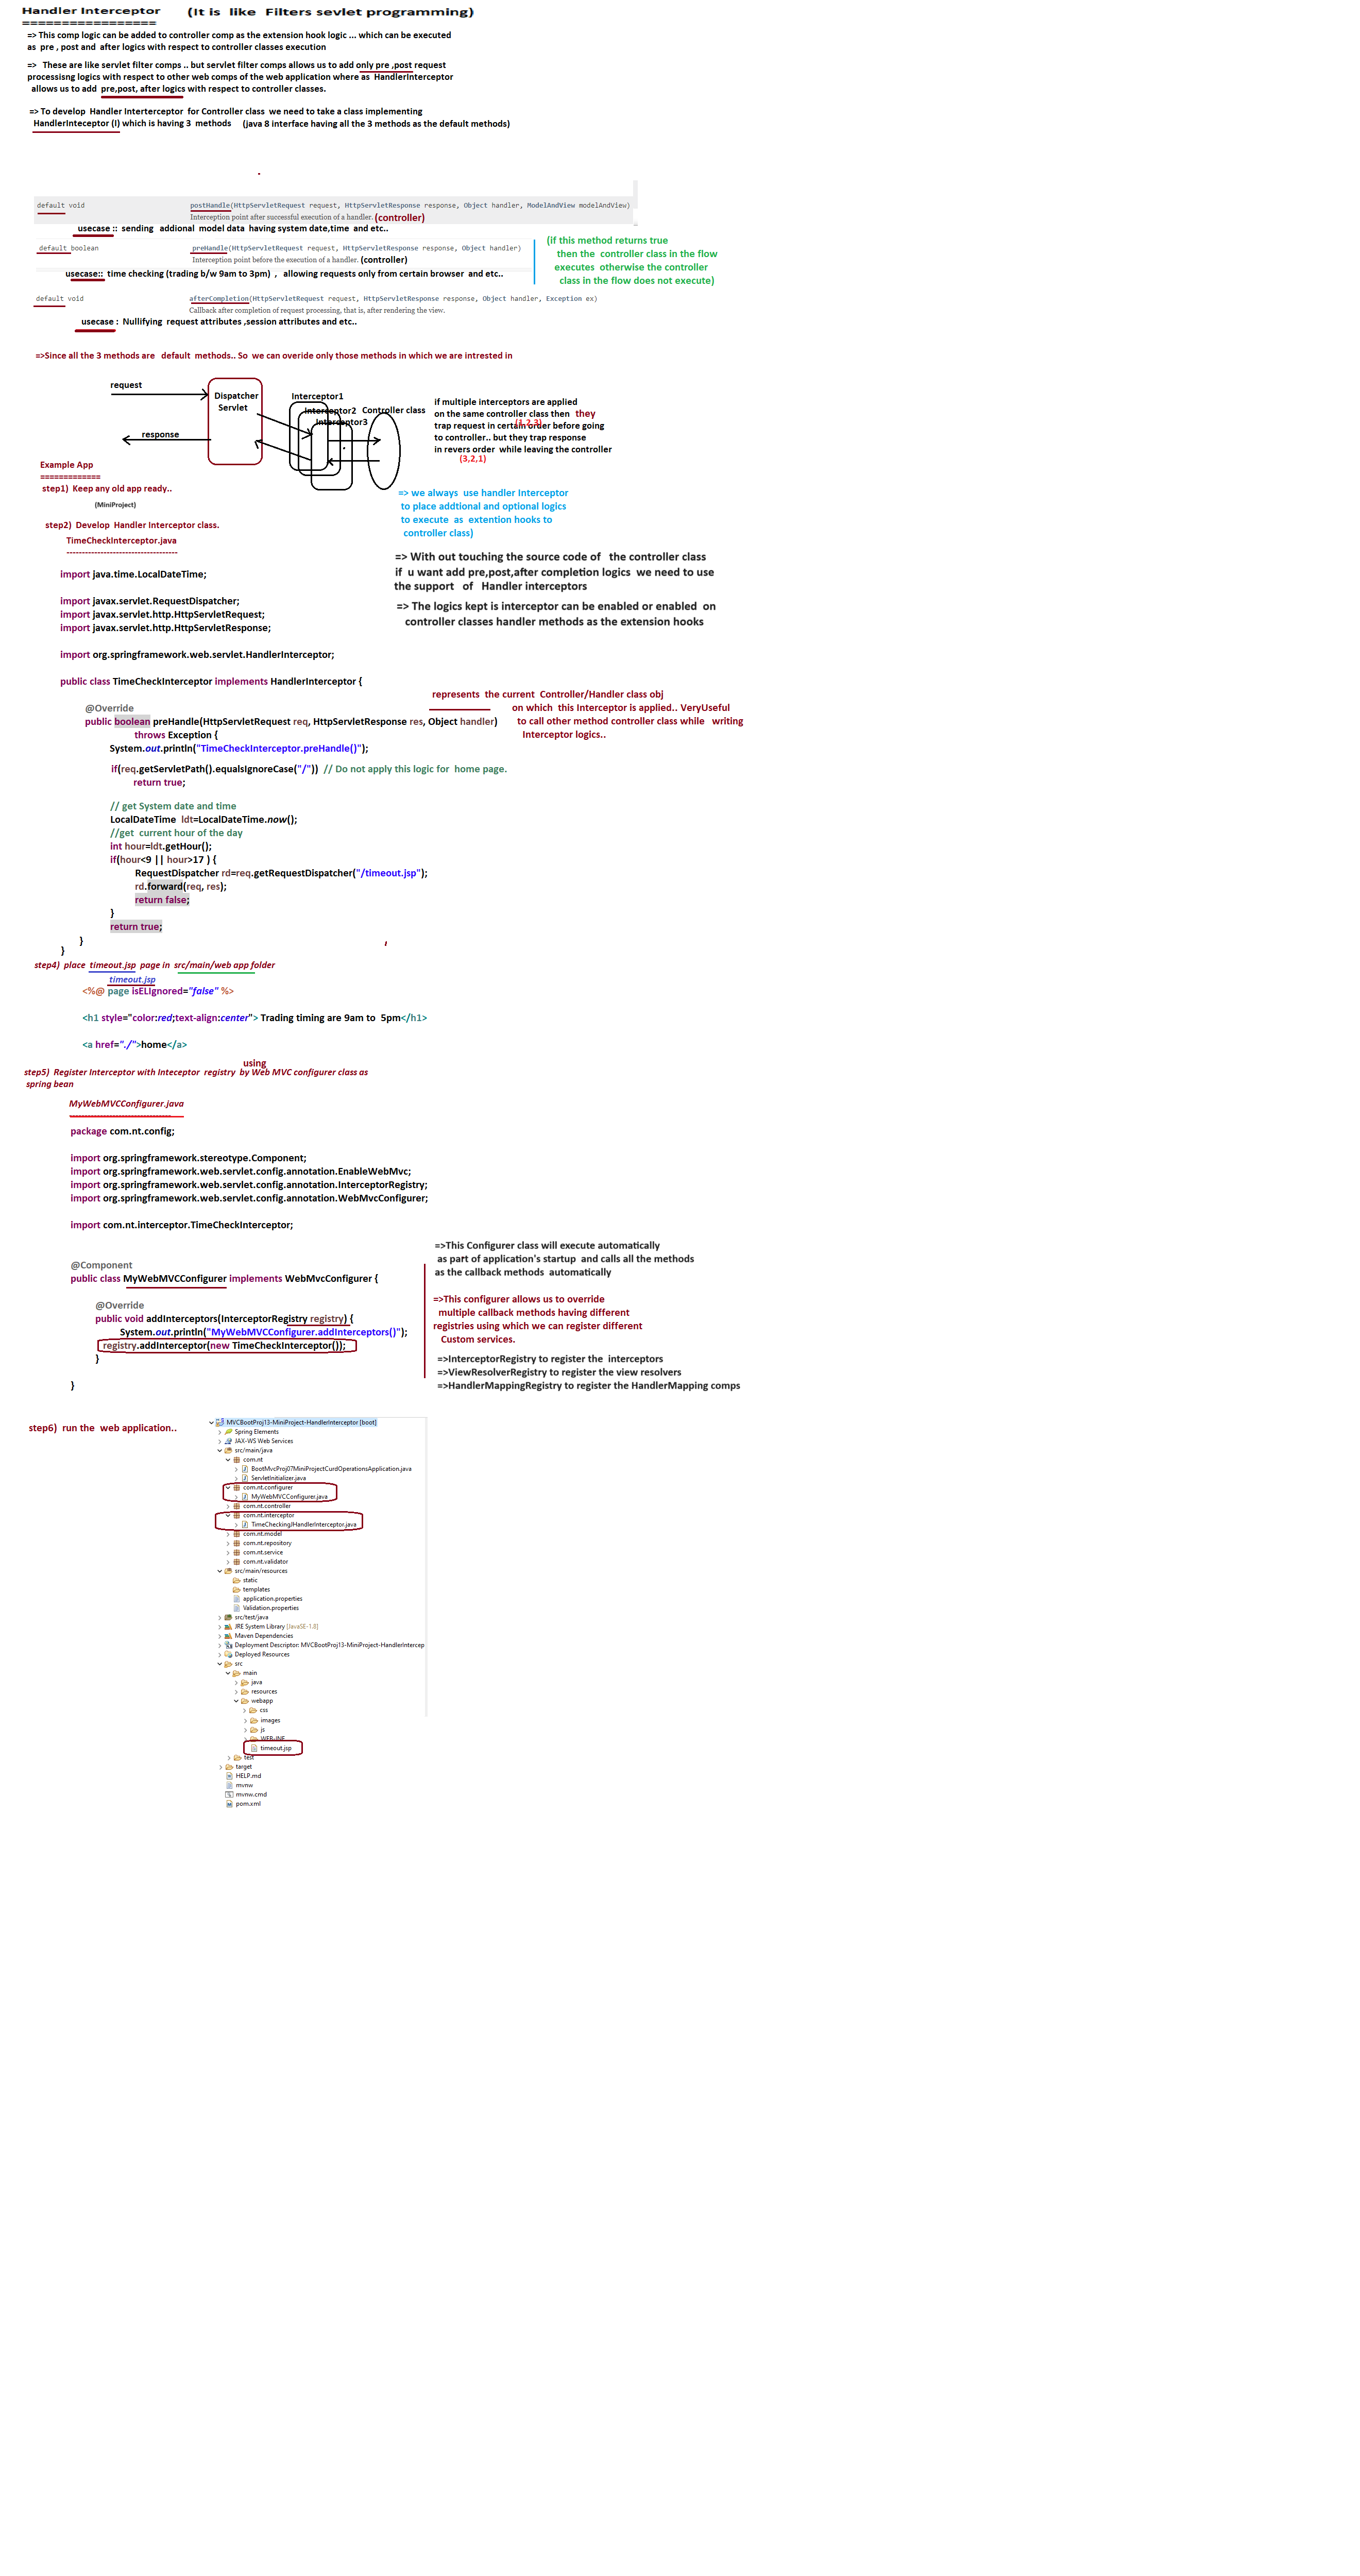 Handler Interceptor (It is like Filters sevlet programming)
=================
=> This comp logic can be added to controller comp as the extension hook logic ... which can be executed
as pre , post and after logics with respect to controller classes execution
=> These are like servlet filter comps .. but servlet filter comps allows us to add only pre ,post request
processisng logics with respect to other web comps of the web application where as HandlerInterceptor
allows us to add pre,post, after logics with respect to controller classes.
=> To develop Handler Interterceptor for Controller class we need to take a class implementing
HandlerInteceptor (I) which is having 3 methods (java 8 interface having all the 3 methods as the default methods)
default void postHandle(HttpServletRequest request, HttpServletResponse response, Object handler, ModelAndView modelAndView)
Interception point after successful execution of a handler. (controller)
usecase :: sending addional model data having system date,time and etc..
default boolean preHandle(HttpServletRequest request, HttpServletResponse response, Object handler)
Interception point before the execution of a handler. (controller)
usecase:: time checking (trading b/w 9am to 3pm) , allowing requests only from certain browser and etc..
(if this method returns true
then the controller class in the flow
executes otherwise the controller
class in the flow does not execute)
default void afterCompletion(HttpServletRequest request, HttpServletResponse response, Object handler, Exception ex)
Callback after completion of request processing, that is, after rendering the view.
usecase : Nullifying request attributes ,session attributes and etc..
=>Since all the 3 methods are default methods.. So we can overide only those methods in which we are intrested in
request
Dispatcher
Servlet
response
Interceptor1
Interceptor2
Interceptor3
Controller class
if multiple interceptors are applied
on the same controller class then they
trap request in certain order before going
(1,2,3)
to controller.. but they trap response
in revers order while leaving the controller
(3,2,1)
Example App
=============
step1) Keep any old app ready..
(MiniProject)
=> we always use handler Interceptor
to place addtional and optional logics
to execute as extention hooks to
controller class)
step2) Develop Handler Interceptor class.
TimeCheckInterceptor.java
-----------------------------------
=> With out touching the source code of the controller class
if u want add pre,post,after completion logics we need to use
the support of Handler interceptors
=> The logics kept is interceptor can be enabled or enabled on
controller classes handler methods as the extension hooks
import java.time.LocalDateTime;
import javax.servlet.RequestDispatcher;
import javax.servlet.http.HttpServletRequest;
import javax.servlet.http.HttpServletResponse;
import org.springframework.web.servlet.HandlerInterceptor;
public class TimeCheckInterceptor implements HandlerInterceptor {
represents the current Controller/Handler class obj
on which this Interceptor is applied.. VeryUseful
to call other method controller class while writing
Interceptor logics..
@Override
public boolean preHandle(HttpServletRequest req, HttpServletResponse res, Object handler)
throws Exception {
System.out.println("TimeCheckInterceptor.preHandle()");
if(req.getServletPath().equalsIgnoreCase("/")) // Do not apply this logic for home page.
return true;
// get System date and time
LocalDateTime ldt=LocalDateTime.now();
//get current hour of the day
int hour=ldt.getHour();
if(hour<9 || hour>17 ) {
RequestDispatcher rd=req.getRequestDispatcher("/timeout.jsp");
rd.forward(req, res);
return false;
}
return true;
}
}
step4) place timeout.jsp page in src/main/web app folder
timeout.jsp
<%@ page isELIgnored="false" %>
<h1 style="color:red;text-align:center"> Trading timing are 9am to 5pm</h1>
<a href="./">home</a>
using
step5) Register Interceptor with Inteceptor registry by Web MVC configurer class as
spring bean
MyWebMVCConfigurer.java
--------------------------------
package com.nt.config;
import org.springframework.stereotype.Component;
import org.springframework.web.servlet.config.annotation.EnableWebMvc;
import org.springframework.web.servlet.config.annotation.InterceptorRegistry;
import org.springframework.web.servlet.config.annotation.WebMvcConfigurer;
import com.nt.interceptor.TimeCheckInterceptor;
@Component
public class MyWebMVCConfigurer implements WebMvcConfigurer {
@Override
public void addInterceptors(InterceptorRegistry registry) {
System.out.println("MyWebMVCConfigurer.addInterceptors()");
registry.addInterceptor(new TimeCheckInterceptor());
}
}
=>This Configurer class will execute automatically
as part of application's startup and calls all the methods
as the callback methods automatically
=>This configurer allows us to override
multiple callback methods having different
registries using which we can register different
Custom services.
=>InterceptorRegistry to register the interceptors
=>ViewResolverRegistry to register the view resolvers
=>HandlerMappingRegistry to register the HandlerMapping comps
step6) run the web application..
MVCBootProj13-MiniProject-HandlerInterceptor [boot]
Spring Elements
JAX-WS Web Services
src/main/java
com.nt
BootMvcProj07MiniProjectCurdOperationsApplication.java
ServletInitializer.java
com.nt.configurer
MyWebMVCConfigurer.java
com.nt.controller
com.nt.interceptor
TimeCheckingJHandlerInterceptor.java
com.nt.model
com.nt.repository
com.nt.service
com.nt.validator
src/main/resources
static
templates
application.properties
Validation.properties
src/test/java
JRE System Library [JavaSE-1.8]
Maven Dependencies
Deployment Descriptor: MVCBootProj13-MiniProject-HandlerIntercep
Deployed Resources
src
main
java
resources
webapp
css
images
js
WEB-INF
timeout.jsp
test
target
HELP.md
mvnw
mvnw.cmd
pom.xml